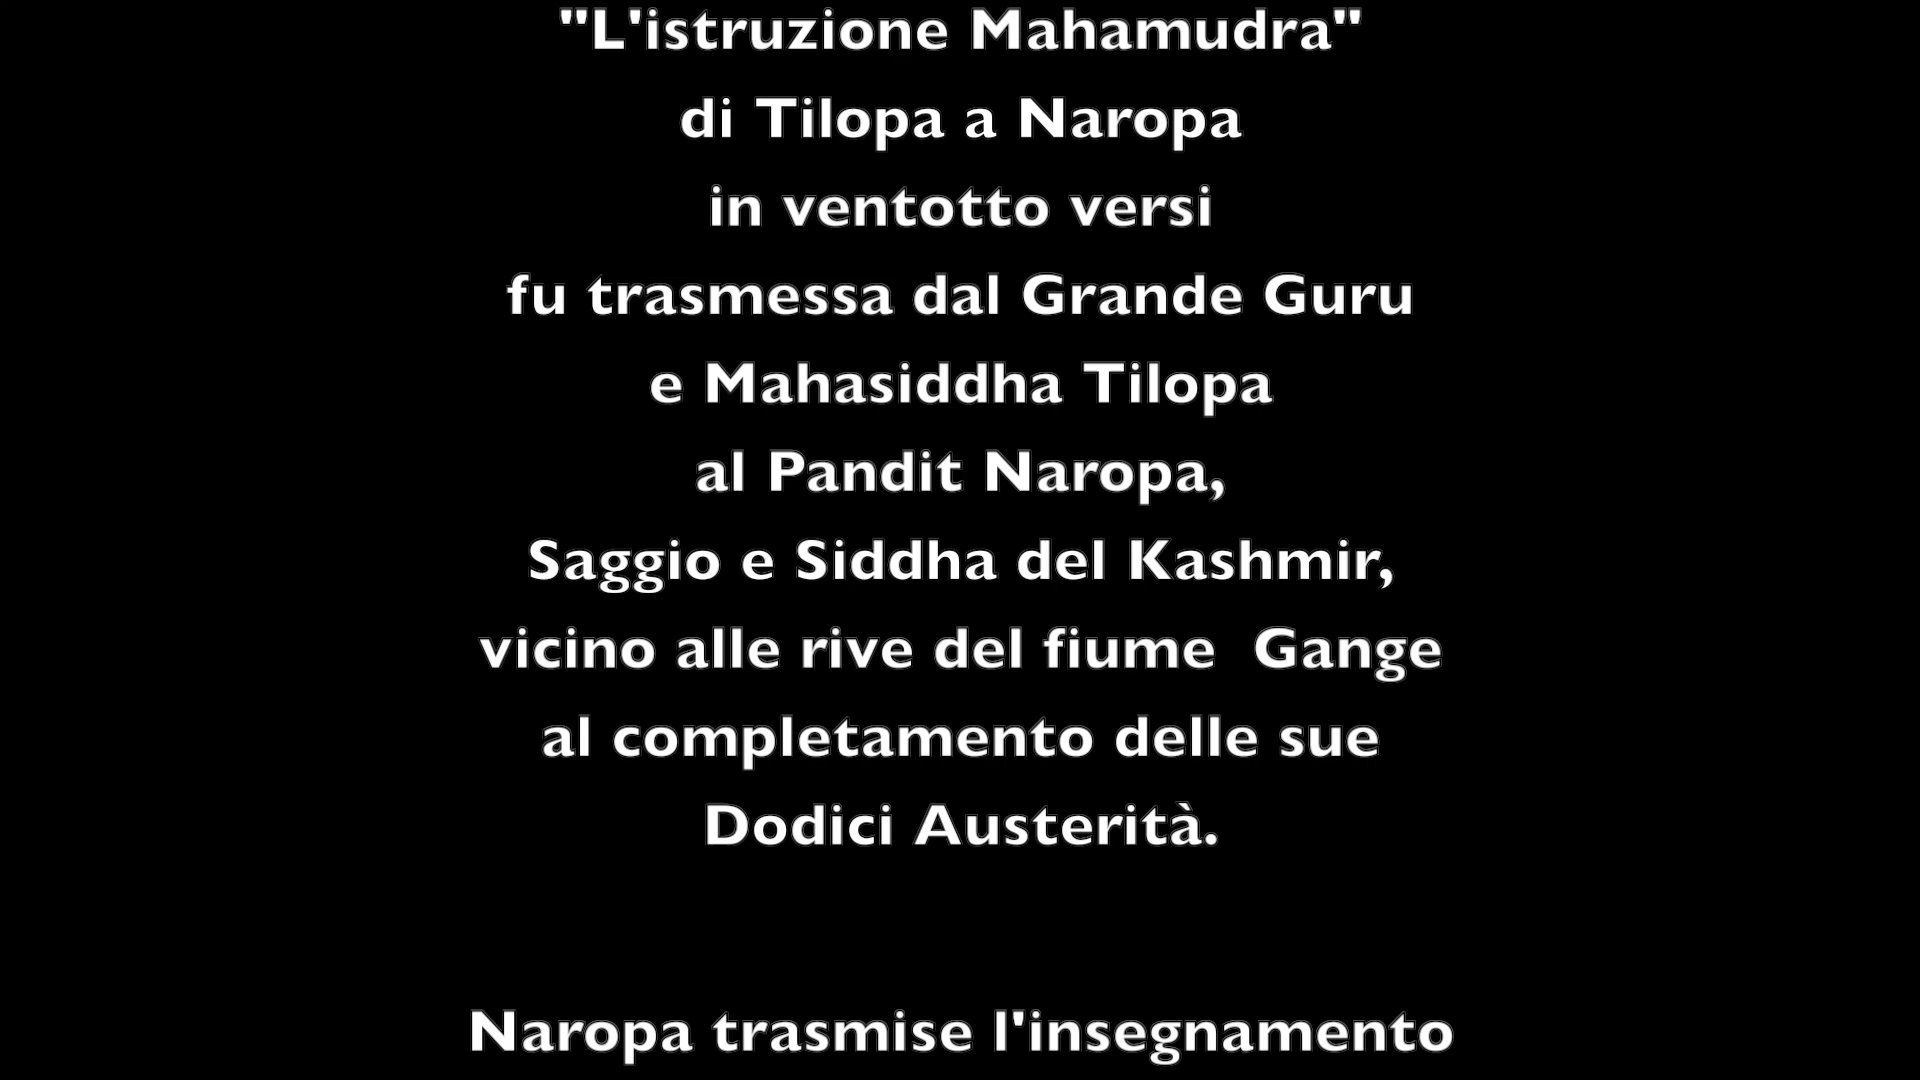 "L'istruzione Mahamudra"
di Tilopa a Naropa
in ventotto versi
fu trasmessa dal Grande Guru
e Mahasiddha Tilopa
al Pandit Naropa,
Saggio e Siddha del Kashmir,
vicino alle rive del fiume  Gange
al completamento delle sue
Dodici Austerità.
Naropa trasmise l'insegnamento